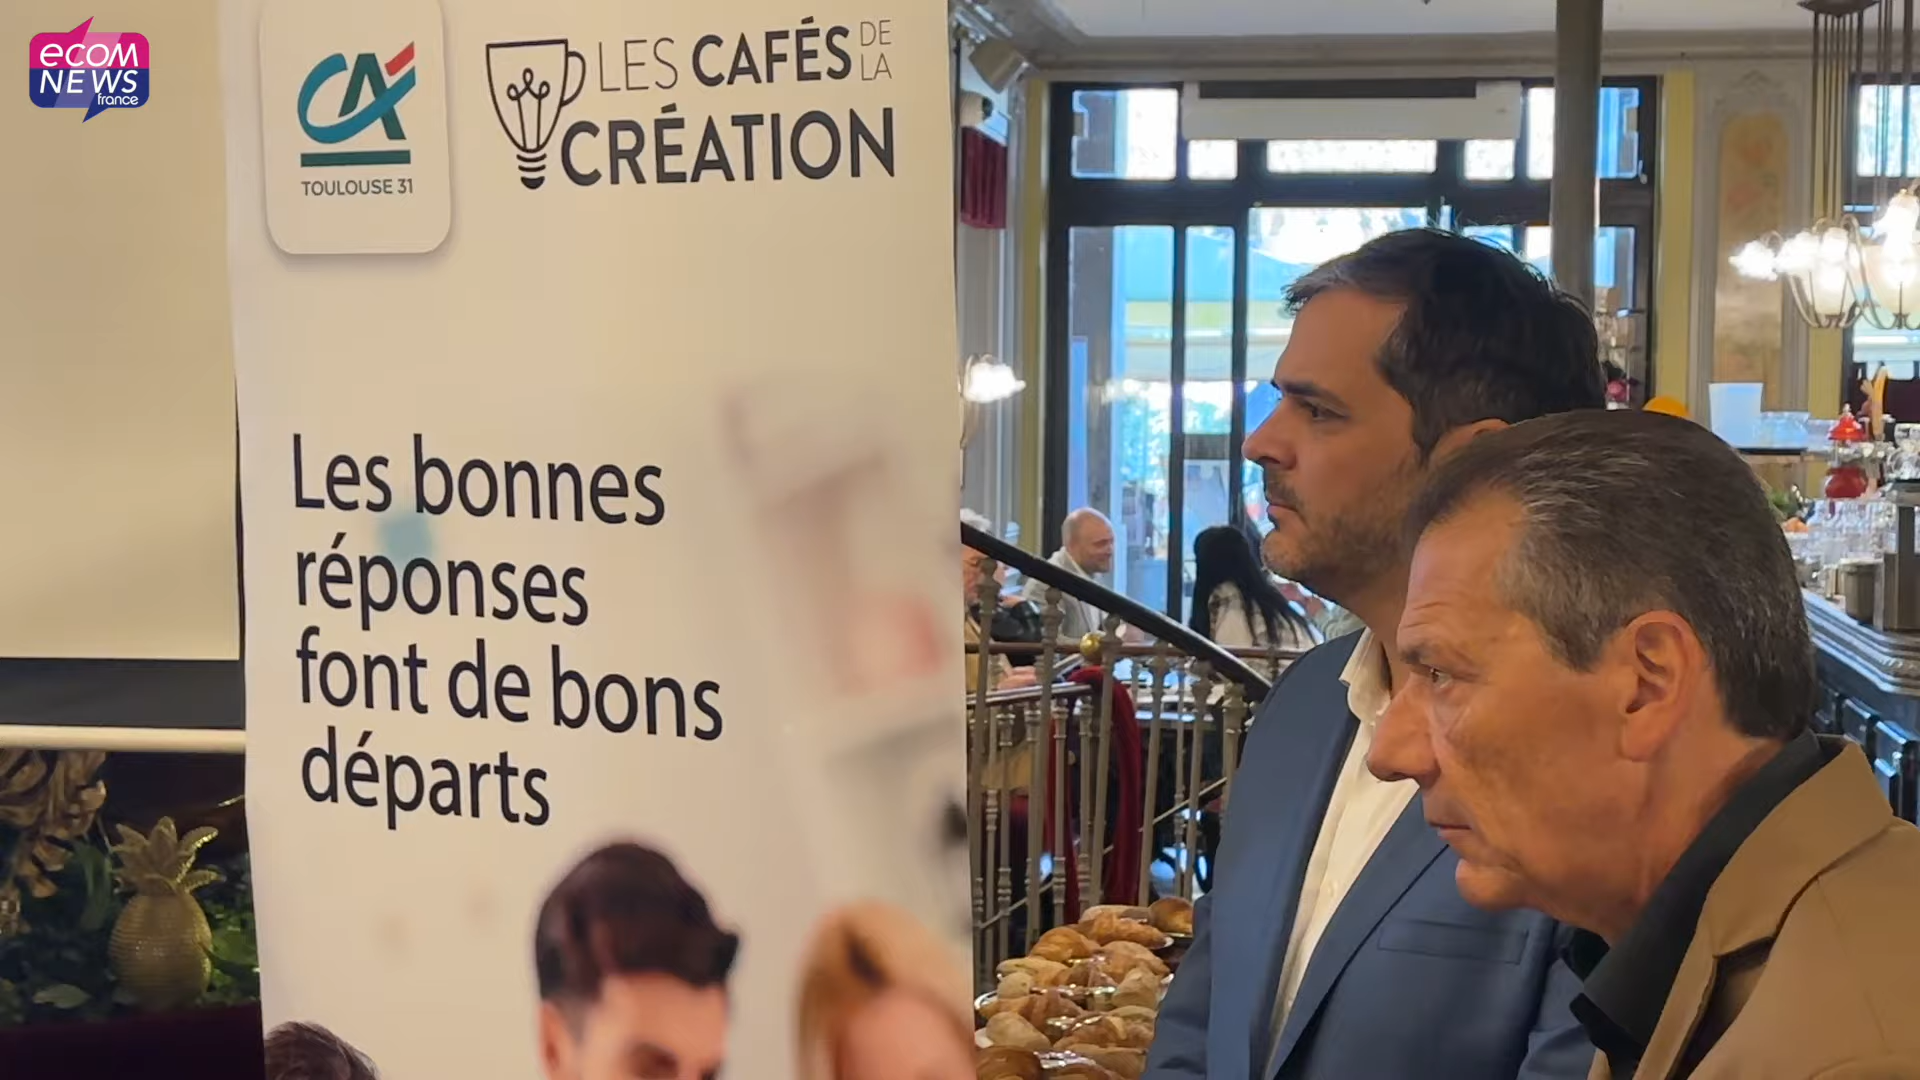 ecom
NEWS
france
CA
TOULOUSE 31
LES CAFÉS DE LA
CRÉATION
Les bonnes
réponses
font de bons
départs